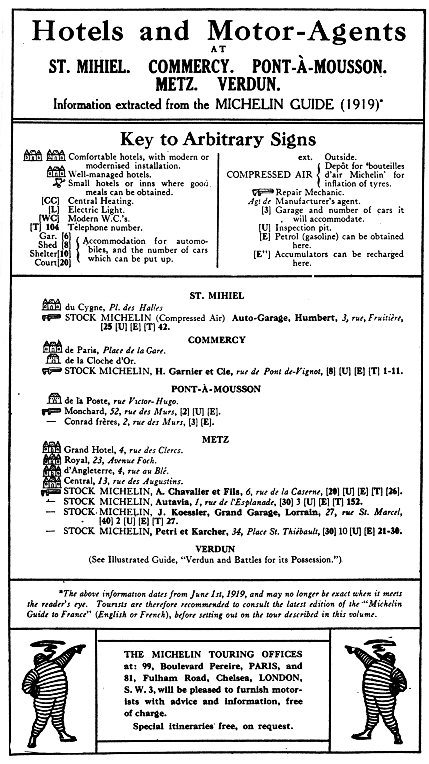 Hotels and Motor-Agents
AT
ST. MIHIEL. COMMERCY. PONT-À-MOUSSON.
METZ. VERDUN.
Information extracted from the MICHELIN GUIDE (1919)*
Key to Arbitrary Signs
Comfortable hotels, with modern or
modernised installation.
Well-managed hotels.
Small hotels or inns where good
meals can be obtained.
[CC] Central Heating.
[L] Electric Light.
[WC] Modern W.C.'s.
[T] 104 Telephone number.
Gar. [6]
Shed [8]
Shelter[10]
Court[20]
Accommodation for automo-
biles, and the number of cars
which can be put up.
ext. Outside.
COMPRESSED AIR Depôt for 'bouteilles
d'air Michelin' for
inflation of tyres.
Repair Mechanic.
Agt de Manufacturer's agent.
[3] Garage and number of cars it
will accommodate.
[U] Inspection pit.
[E] Petrol (gasoline) can be obtained
here.
[E"] Accumulators can be recharged
here.
ST. MIHIEL
du Cygne, Pl. des Halles
STOCK MICHELIN (Compressed Air) Auto-Garage, Humbert, 3, rue, Fruitière,
[25 [U] [E] [T] 42.
COMMERCY
de Paris, Place de la Gare.
de la Cloche d'Or.
STOCK MICHELIN, H. Garnier et Cie, rue de Pont de-Vignot, [8] [U] [E] [T] 1-11.
PONT-À-MOUSSON
de la Poste, rue Victor-Hugo.
Monchard, 52, rue des Murs, [2] [U] [E].
— Conrad frères, 2, rue des Murs, [3] [E].
METZ
Grand Hotel, 4, rue des Clercs.
Royal, 23, Avenue Foch.
d'Angleterre, 4, rue au Blé.
Central, 13, rue des Augustins.
STOCK MICHELIN, A. Chavalier et Fils, 6, rue de la Caserne, [20] [U] [E] [T] [26].
— STOCK MICHELIN, Autavia, 1, rue de l'Esplanade, [30] 3 [U] [E] [T] 152.
— STOCK MICHELIN, J. Koessler, Grand Garage, Lorrain, 27, rue St. Marcel,
[40] 2 [U] [E] [T] 27.
— STOCK MICHELIN, Petri et Karcher, 34, Place St. Thiébault, [30] 10 [U] [E] 21-30.
VERDUN
(See Illustrated Guide, "Verdun and Battles for its Possession.")
*The above information dates from June 1st, 1919, and may no longer be exact when it meets
the reader's eye. Tourists are therefore recommended to consult the latest edition of the "Michelin
Guide to France" (English or French), before setting out on the tour described in this volume.
THE MICHELIN TOURING OFFICES
at: 99, Boulevard Pereire, PARIS, and
81, Fulham Road, Chelsea, LONDON,
S. W. 3, will be pleased to furnish motor-
ists with advice and information, free
of charge.
Special itineraries free, on request.